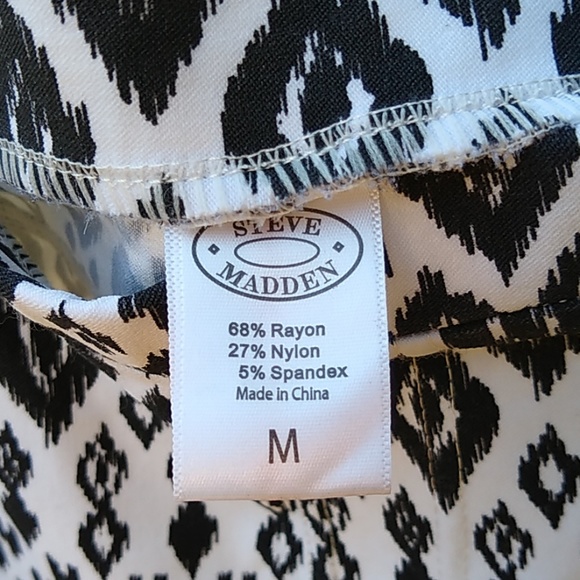 STEVE
MADDEN
68% Rayon
27% Nylon
5% Spandex
Made in China
M